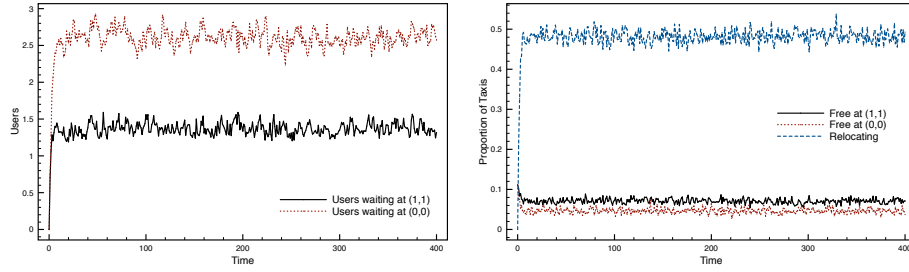 3
2.5
2
1.5
1
0.5
0
Users
0
100
200
300
400
Time
Users waiting at (1,1)
Users waiting at (0,0)
0.5
0.4
0.3
0.2
0.1
0
Proportion of Taxis
0
100
200
300
400
Time
Free at (1,1)
Free at (0,0)
Relocating